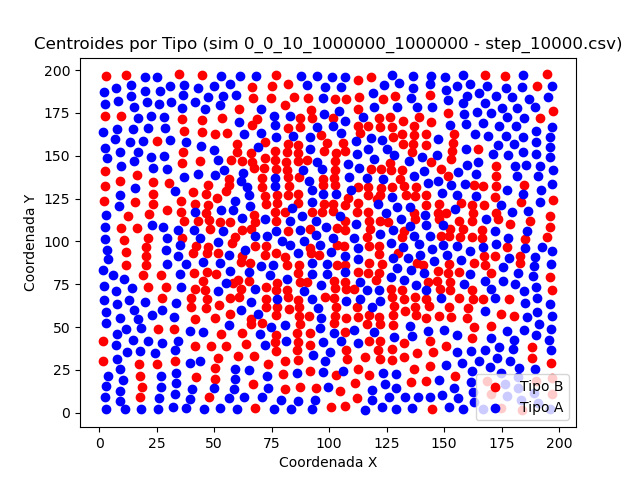 Centroides por Tipo (sim 0_0_10_1000000_1000000 - step_10000.csv)
Coordenada Y
200
175
150
125
100
75
50
25
0
0 25 50 75 100 125 150 175 200
Coordenada X
Tipo B
Tipo A